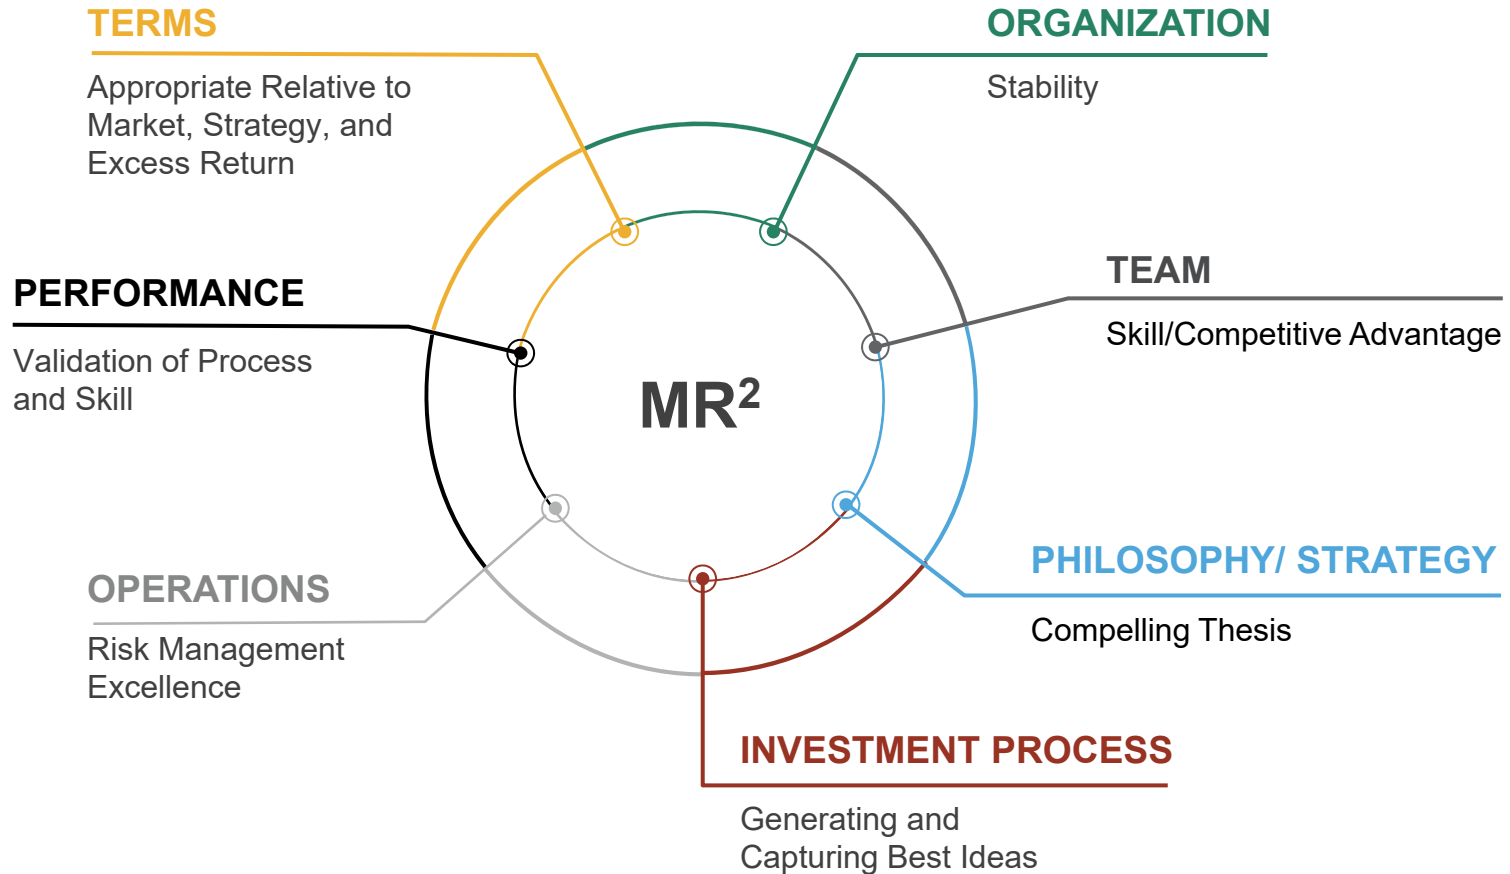 TERMS
Appropriate Relative to
Market, Strategy, and
Excess Return
ORGANIZATION
Stability
TEAM
Skill/Competitive Advantage
PERFORMANCE
Validation of Process
and Skill
MR²
PHILOSOPHY/ STRATEGY
Compelling Thesis
OPERATIONS
Risk Management
Excellence
INVESTMENT PROCESS
Generating and
Capturing Best Ideas